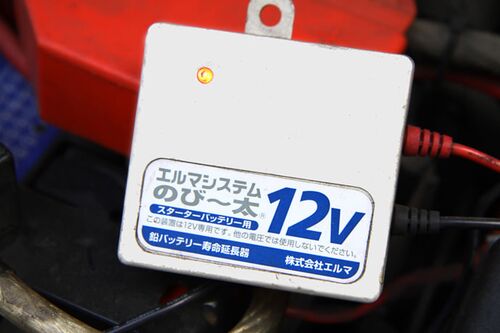 エルマシステム
のび〜太® 12V
スターターバッテリー用
この装置は12V専用です。他の電圧では使用しないでください。
鉛バッテリー寿命延長器 株式会社エルマ